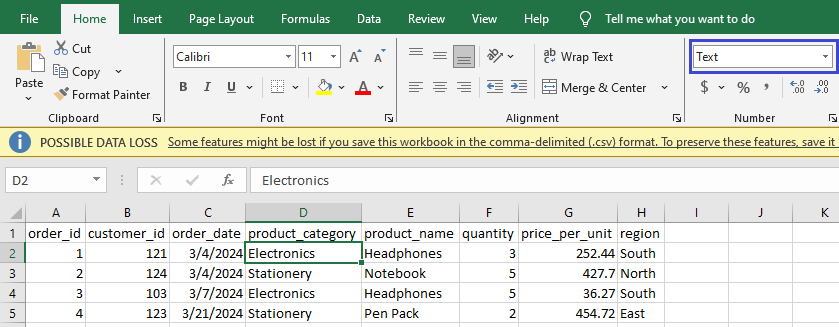 File Home Insert Page Layout Formulas Data Review View Help Tell me what you want to do
Cut
Copy
Format Painter
Paste
Clipboard
Calibri 11 A A
B I U A
Font
ab c Wrap Text
Merge & Center
Alignment
Text
$ % , .00 .0 .00 .0
Number
POSSIBLE DATA LOSS Some features might be lost if you save this workbook in the comma-delimited (.csv) format. To preserve these features, save it
D2 fx Electronics
A B C D E F G H I J K
1 order_id customer_id order_date product_category product_name quantity price_per_unit region
2 1 121 3/4/2024 Electronics Headphones 3 252.44 South
3 2 124 3/4/2024 Stationery Notebook 5 427.7 North
4 3 103 3/7/2024 Electronics Headphones 5 36.27 South
5 4 123 3/21/2024 Stationery Pen Pack 2 454.72 East